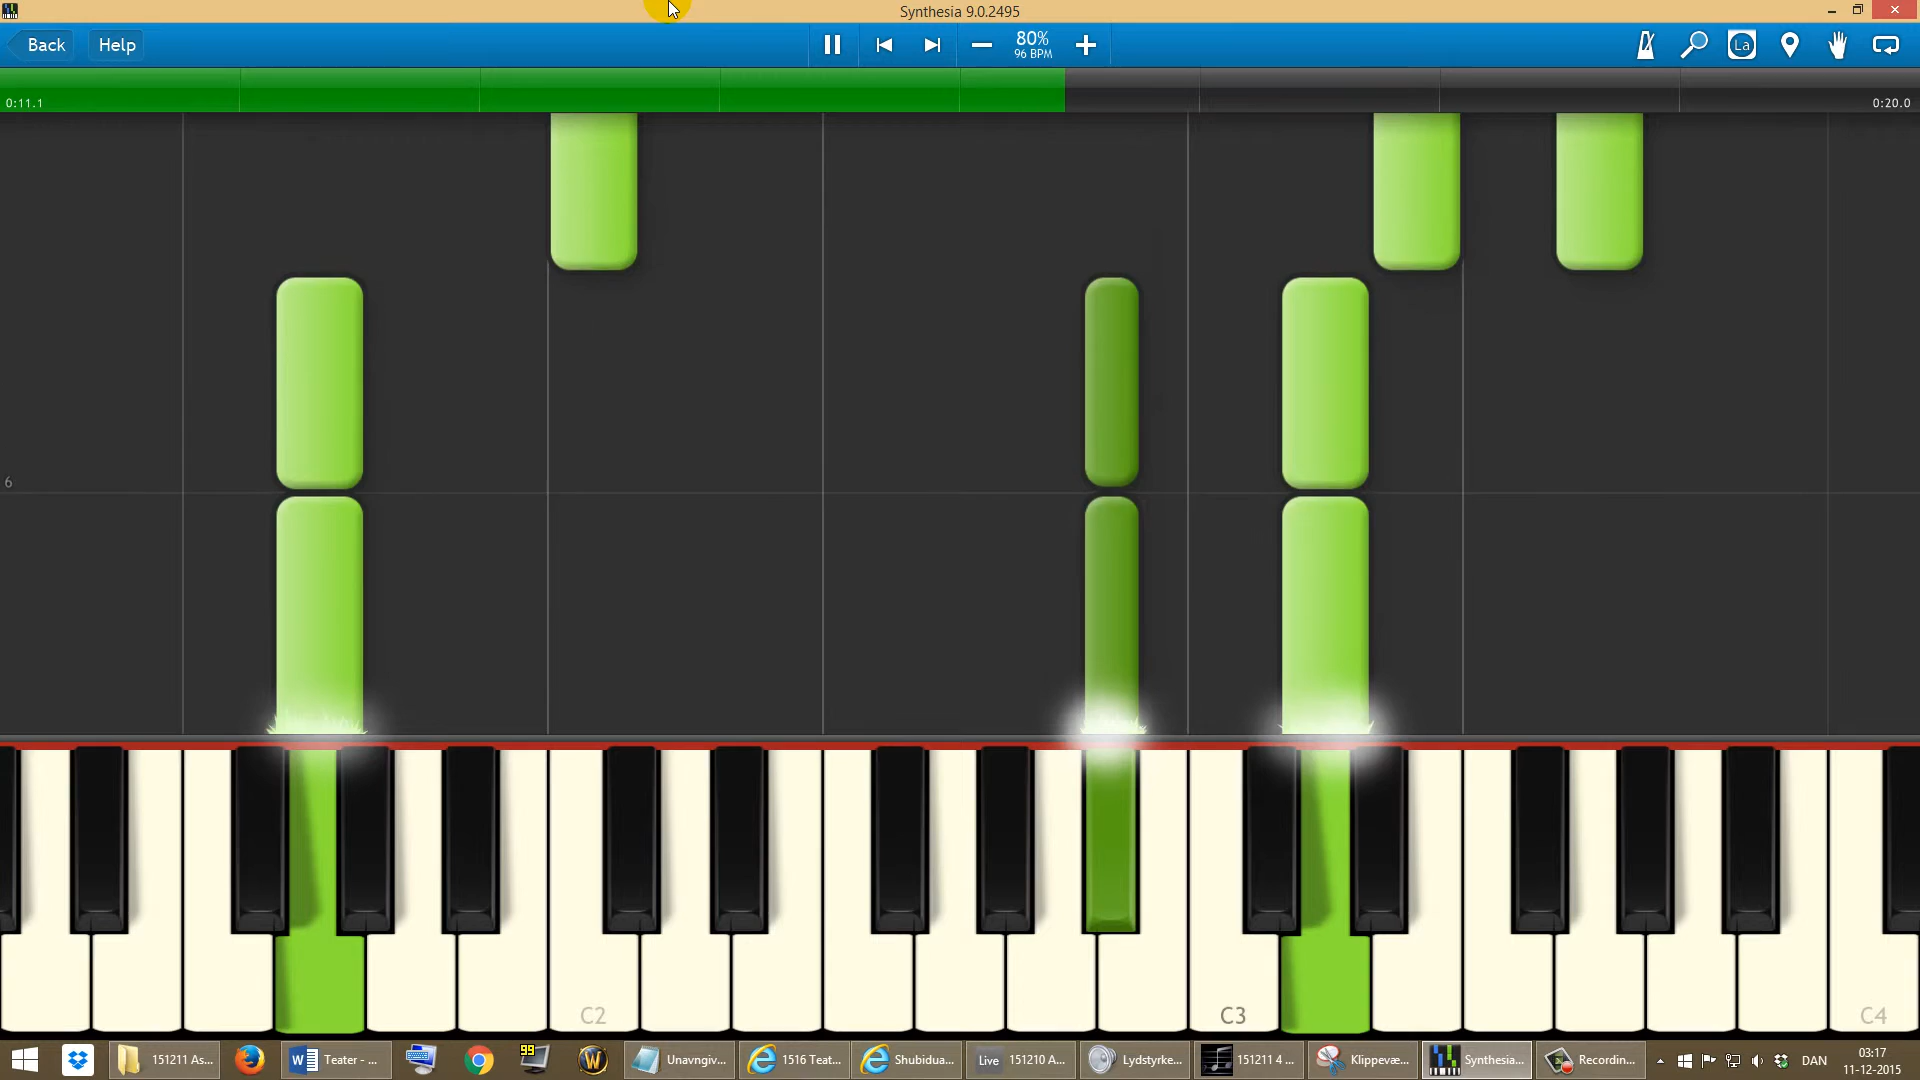 Synthesia 9.0.2495
Back
Help
80%
96 BPM
La
0:11.1
0:20.0
6
C2
C3
C4
151211 As...
W
Teater - ...
99
W
Unavngiv...
1516 Teat...
Shubidua...
Live
151210 A...
Lydstyrke...
151211 4 ...
Klippevæ...
Synthesia...
Recordin...
DAN
03:17
11-12-2015